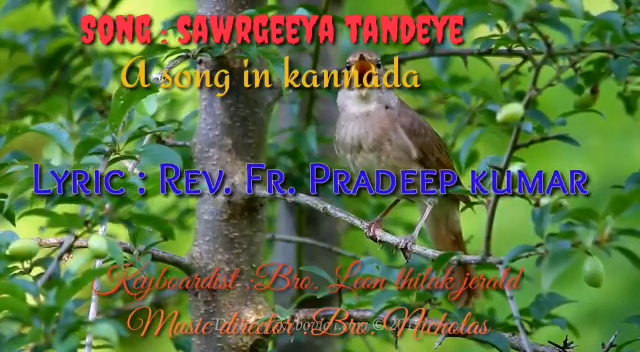 SONG : SAWRGEEYA TANDEYE
A song in kannada
Lyric : Rev. Fr. Pradeep kumar
Keyboardist : Bro. Leon thilak jerald
Music director : Bro. Nicholas